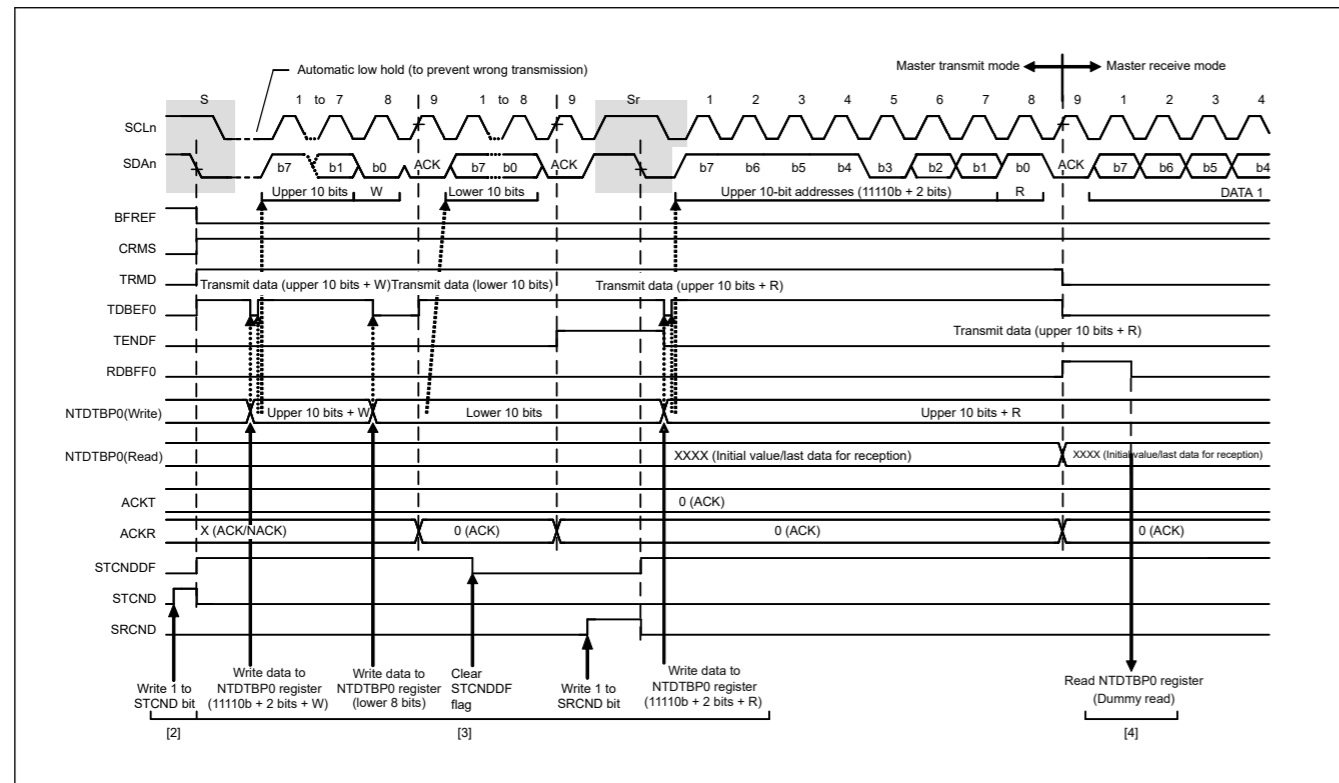 Automatic low hold (to prevent wrong transmission)
Master transmit mode
Master receive mode
S 1 to 7 8 9 1 to 8 9 Sr 1 2 3 4 5 6 7 8 9 1 2 3 4
SCLn
SDAn b7 b1 b0 ACK b7 b0 ACK b7 b6 b5 b4 b3 b2 b1 b0 ACK b7 b6 b5 b4
Upper 10 bits W Lower 10 bits Upper 10-bit addresses (11110b + 2 bits) R DATA 1
BFREF
CRMS
TRMD
Transmit data (upper 10 bits + W) Transmit data (lower 10 bits) Transmit data (upper 10 bits + R)
TDBEF0
TENDF Transmit data (upper 10 bits + R)
RDBFF0
NTDTBP0(Write) Upper 10 bits + W Lower 10 bits Upper 10 bits + R
NTDTBP0(Read) XXXX (Initial value/last data for reception) XXXX (Initial value/last data for reception)
ACKT 0 (ACK)
ACKR X (ACK/NACK) 0 (ACK) 0 (ACK) 0 (ACK)
STCNDDF
STCND
SRCND
Write 1 to
STCND bit
Write data to
NTDTBP0 register
(11110b + 2 bits + W)
Write data to
NTDTBP0 register
(lower 8 bits)
Clear
STCNDDF
flag
Write 1 to
SRCND bit
Write data to
NTDTBP0 register
(11110b + 2 bits + R)
Read NTDTBP0 register
(Dummy read)
[2] [3] [4]